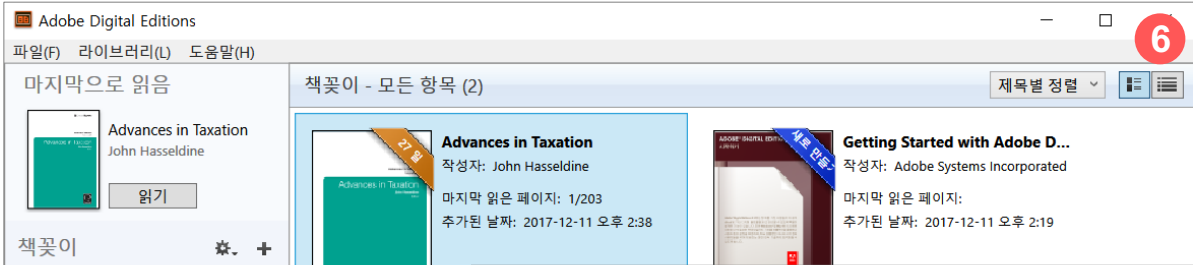 Adobe Digital Editions
6
파일(F) 라이브러리(L) 도움말(H)
마지막으로 읽음
Advances in Taxation
John Hasseldine
읽기
책꽂이
책꽂이 - 모든 항목 (2)
제목별 정렬
27 일
Advances in Taxation
Advances in Taxation
작성자: John Hasseldine
마지막 읽은 페이지: 1/203
추가된 날짜: 2017-12-11 오후 2:38
새로 만들기
Getting Started with Adobe D...
작성자: Adobe Systems Incorporated
마지막 읽은 페이지:
추가된 날짜: 2017-12-11 오후 2:19